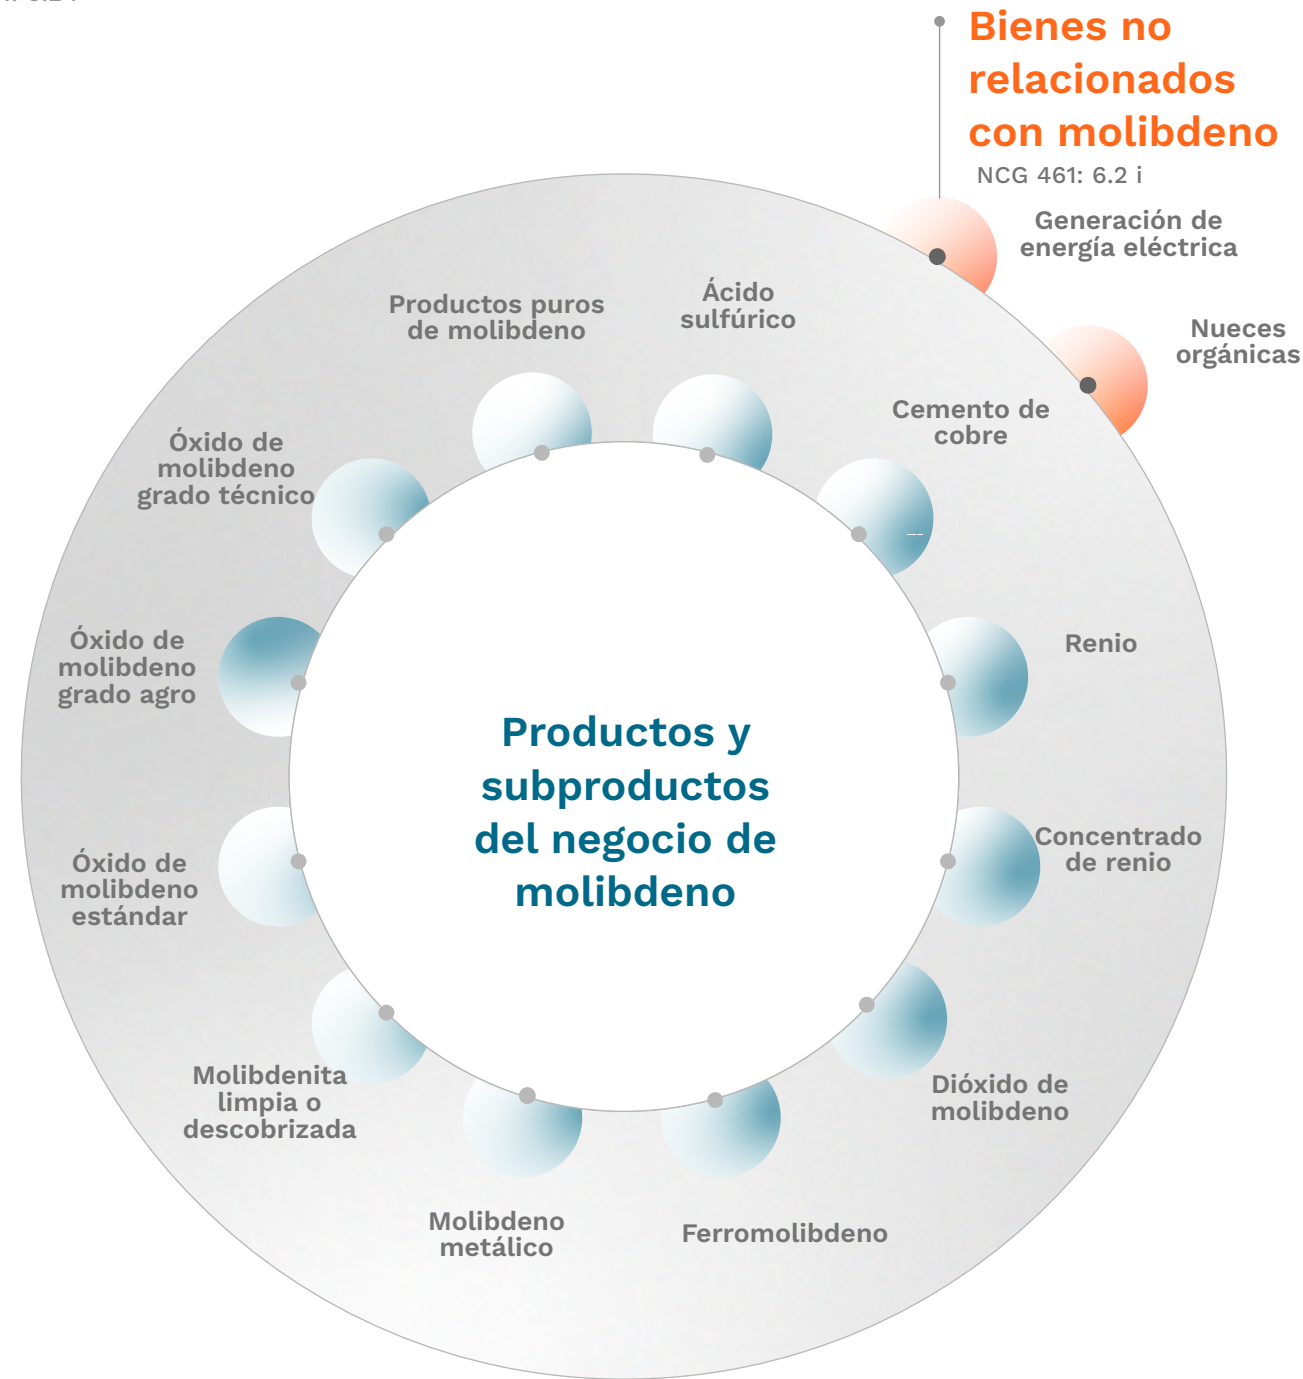 Bienes no
relacionados
con molibdeno
NCG 461: 6.2 i
Generación de
energía eléctrica
Nueces
orgánicas
Productos puros
de molibdeno
Ácido
sulfúrico
Cemento de
cobre
Óxido de
molibdeno
grado técnico
Renio
Óxido de
molibdeno
grado agro
Productos y
subproductos
del negocio de
molibdeno
Concentrado
de renio
Óxido de
molibdeno
estándar
Dióxido de
molibdeno
Molibdenita
limpia o
descobrizada
Molibdeno
metálico
Ferromolibdeno